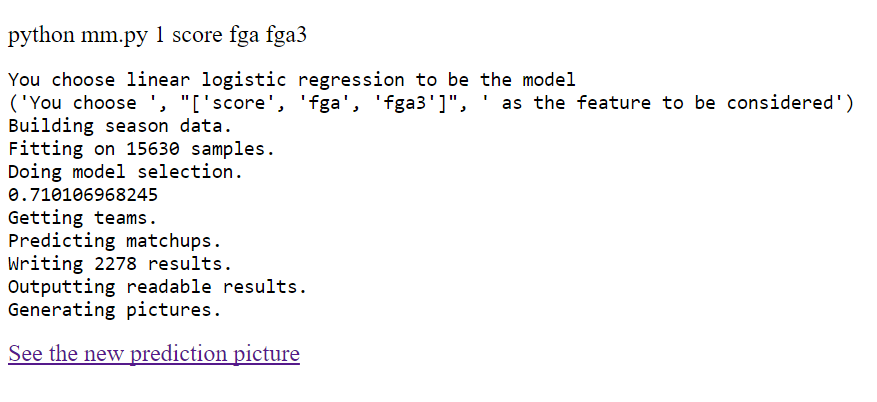 python mm.py 1 score fga fga3
You choose linear logistic regression to be the model
('You choose ', "['score', 'fga', 'fga3']", ' as the feature to be considered')
Building season data.
Fitting on 15630 samples.
Doing model selection.
0.710106968245
Getting teams.
Predicting matchups.
Writing 2278 results.
Outputting readable results.
Generating pictures.
See the new prediction picture